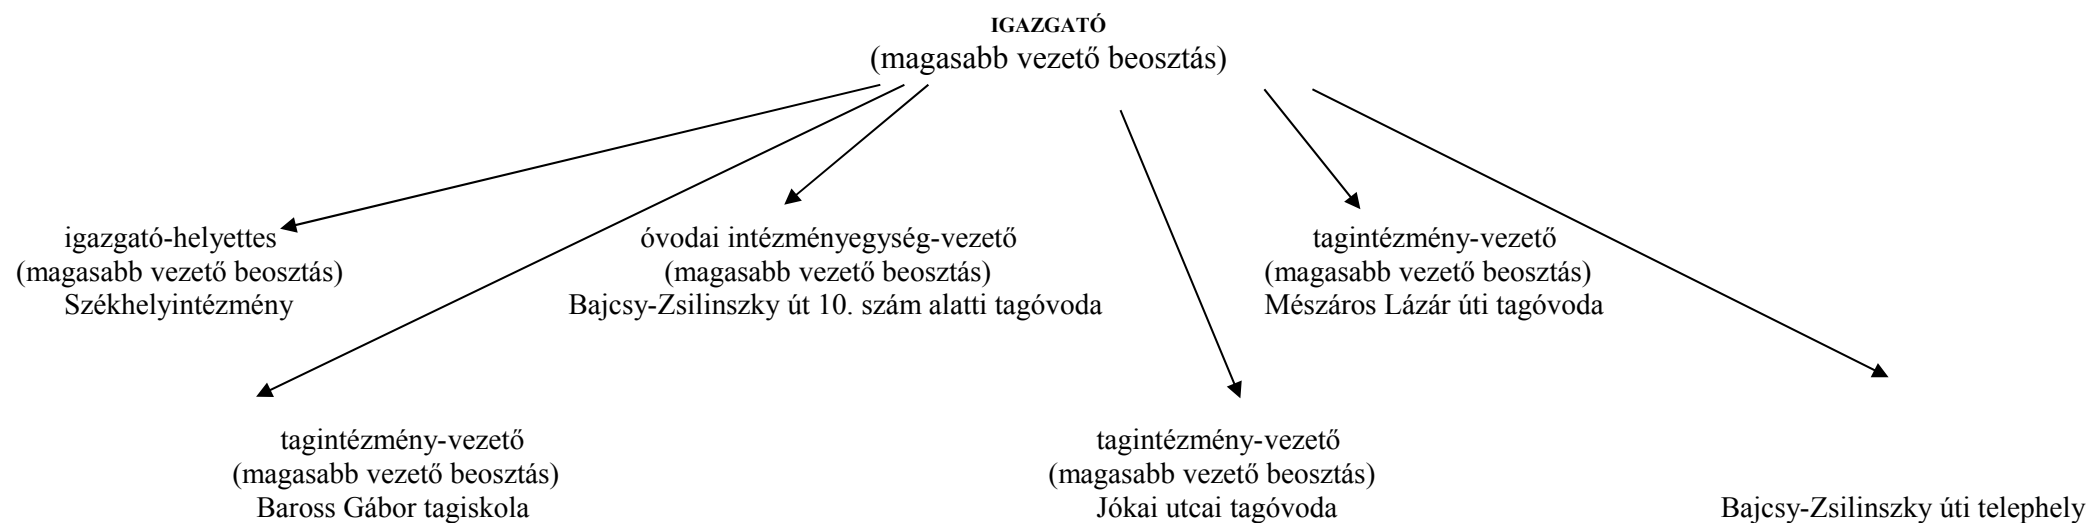 IGAZGATÓ
(magasabb vezető beosztás)
igazgató-helyettes
(magasabb vezető beosztás)
Székhelyintézmény
óvodai intézményegység-vezető
(magasabb vezető beosztás)
Bajcsy-Zsilinszky út 10. szám alatti tagóvoda
tagintézmény-vezető
(magasabb vezető beosztás)
Mészáros Lázár úti tagóvoda
tagintézmény-vezető
(magasabb vezető beosztás)
Baross Gábor tagiskola
tagintézmény-vezető
(magasabb vezető beosztás)
Jókai utcai tagóvoda
Bajcsy-Zsilinszky úti telephely